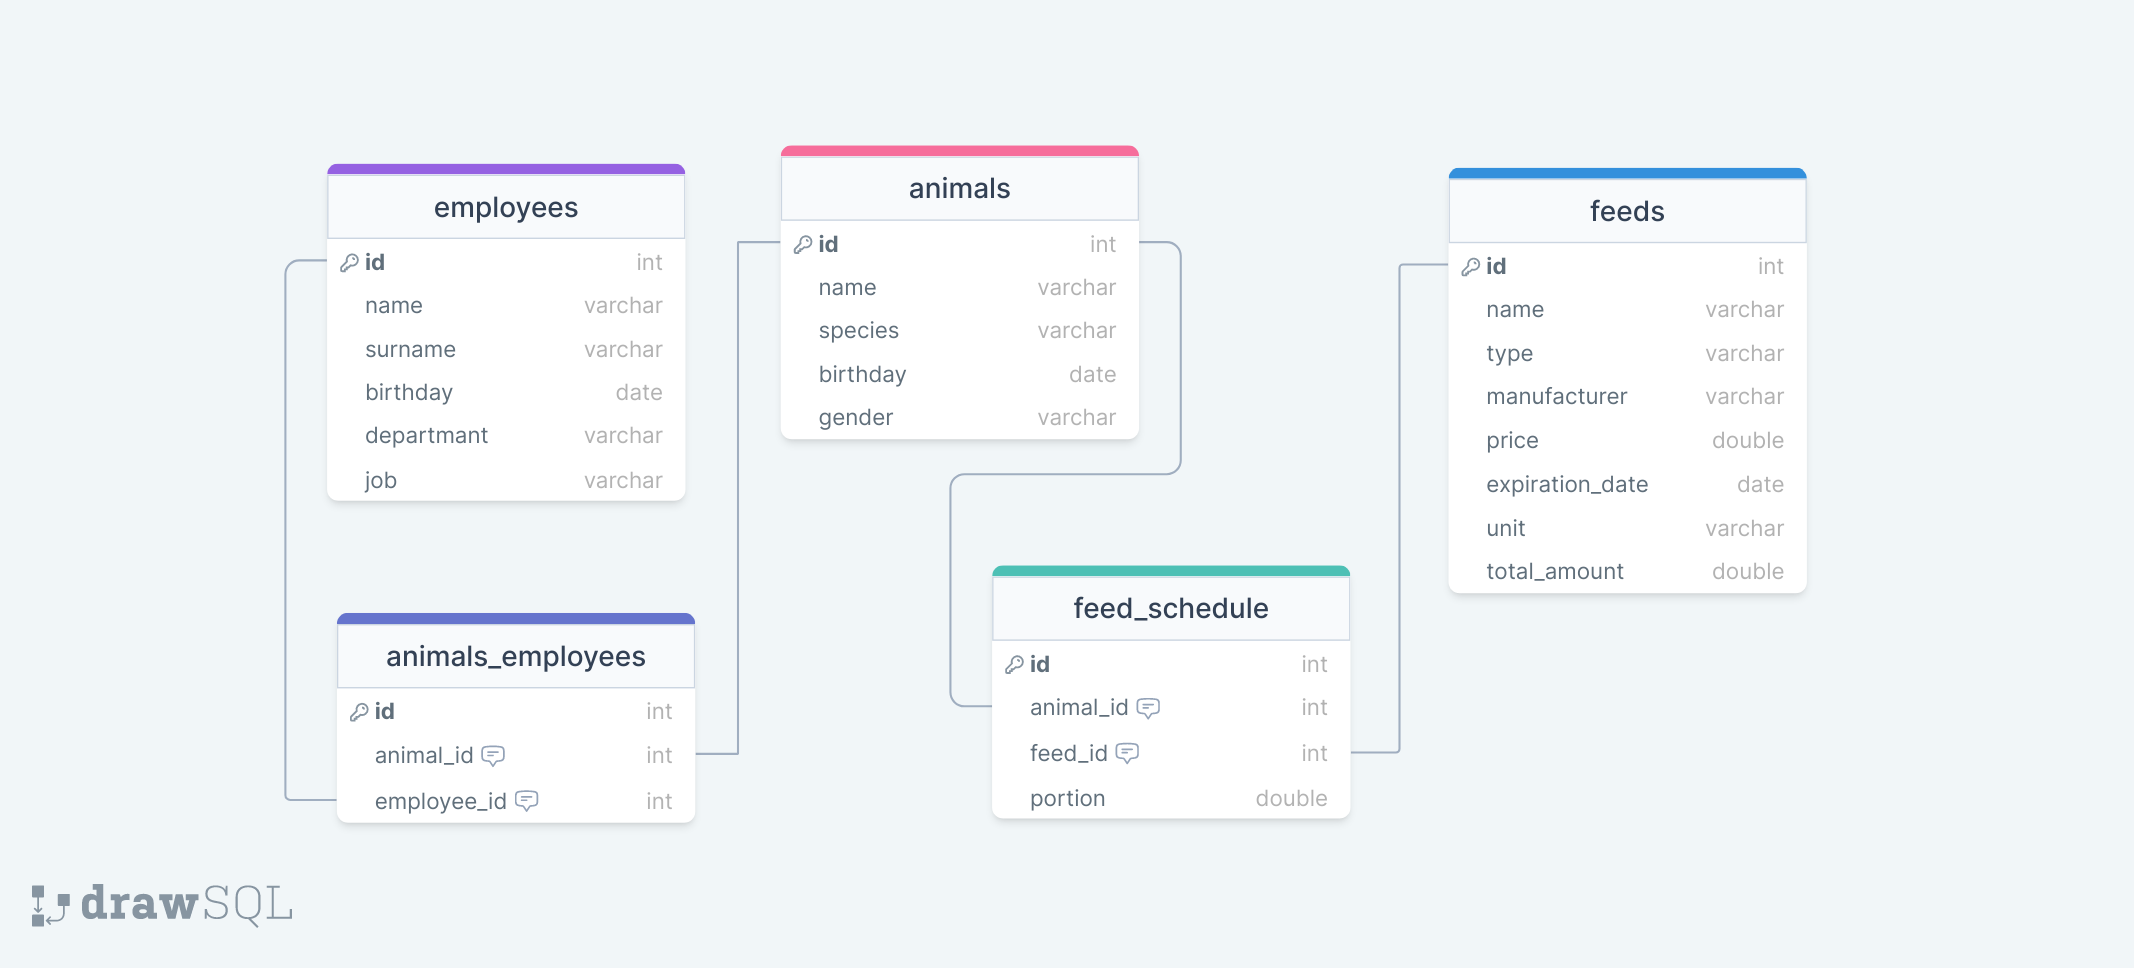 employees
id int
name varchar
surname varchar
birthday date
departmant varchar
job varchar
animals
id int
name varchar
species varchar
birthday date
gender varchar
feeds
id int
name varchar
type varchar
manufacturer varchar
price double
expiration_date date
unit varchar
total_amount double
animals_employees
id int
animal_id int
employee_id int
feed_schedule
id int
animal_id int
feed_id int
portion double
drawSQL